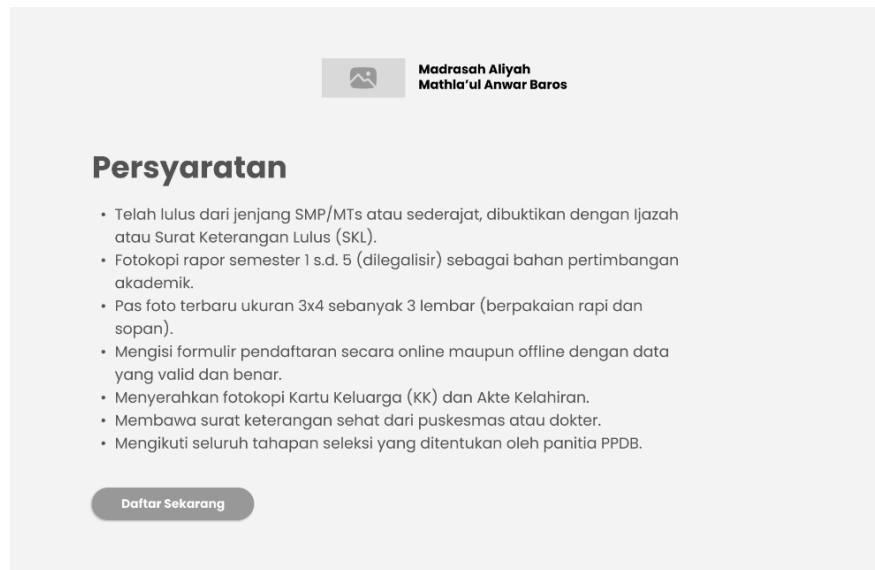 Madrasah Aliyah
Mathla'ul Anwar Baros
Persyaratan
• Telah lulus dari jenjang SMP/MTs atau sederajat, dibuktikan dengan Ijazah
atau Surat Keterangan Lulus (SKL).
• Fotokopi rapor semester 1 s.d. 5 (dilegalisir) sebagai bahan pertimbangan
akademik.
• Pas foto terbaru ukuran 3x4 sebanyak 3 lembar (berpakaian rapi dan
sopan).
• Mengisi formulir pendaftaran secara online maupun offline dengan data
yang valid dan benar.
• Menyerahkan fotokopi Kartu Keluarga (KK) dan Akte Kelahiran.
• Membawa surat keterangan sehat dari puskesmas atau dokter.
• Mengikuti seluruh tahapan seleksi yang ditentukan oleh panitia PPDB.
Daftar Sekarang